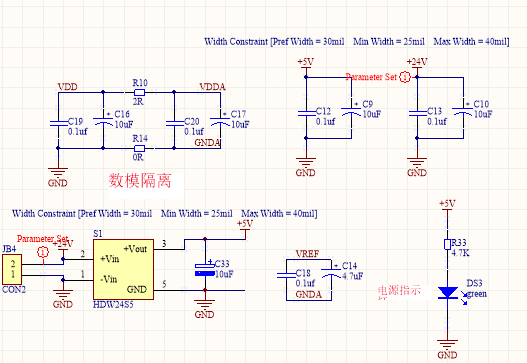 Width Constraint [Pref Width = 30mil    Min Width = 25mil    Max Width = 40mil]
+5V
+24V
Parameter Set
VDD
R10
2R
VDDA
C19
0.1uf
C16
10uF
C20
0.1uf
C17
10uF
R14
0R
GNDA
GND
数模隔离
C12
0.1uf
C9
10uF
C13
0.1uf
C10
10uF
GND
GND
Width Constraint [Pref Width = 30mil    Min Width = 25mil    Max Width = 40mil]
Parameter Set
+24V
JB4
2
1
CON2
2
1
GND
S1
+Vin
-Vin
+Vout
GND
HDW24S5
3
5
+5V
C33
10uF
GND
VREF
C18
0.1uf
C14
4.7uF
GNDA
+5V
R33
4.7K
电源指示
DS3
green
GND